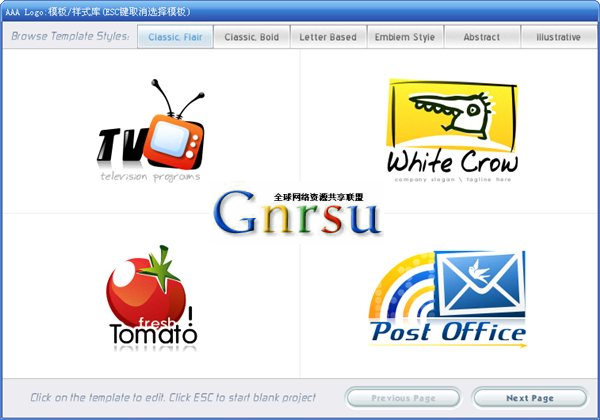 AAA Logo:模板/样式库(ESC键取消选择模板)
Browse Template Styles: Classic, Flair Classic, Bold Letter Based Emblem Style Abstract Illustrative
TV
television programs
White Crow
company slogan \ tagline here
全球网络资源共享联盟
Gnrsu
fresh
Tomato!
Post Office
Click on the template to edit. Click ESC to start blank project
Previous Page
Next Page